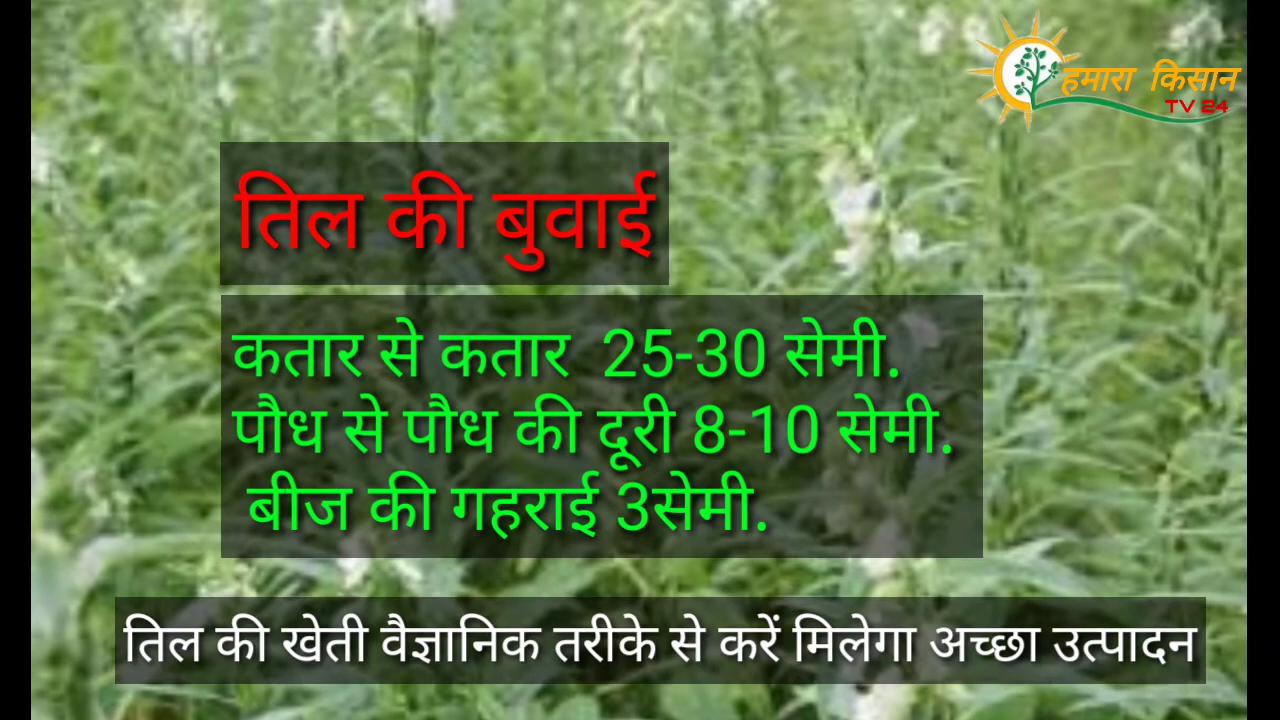 हमारा किसान
TV 24
तिल की बुवाई
कतार से कतार 25-30 सेमी.
पौध से पौध की दूरी 8-10 सेमी.
बीज की गहराई 3सेमी.
तिल की खेती वैज्ञानिक तरीके से करें मिलेगा अच्छा उत्पादन